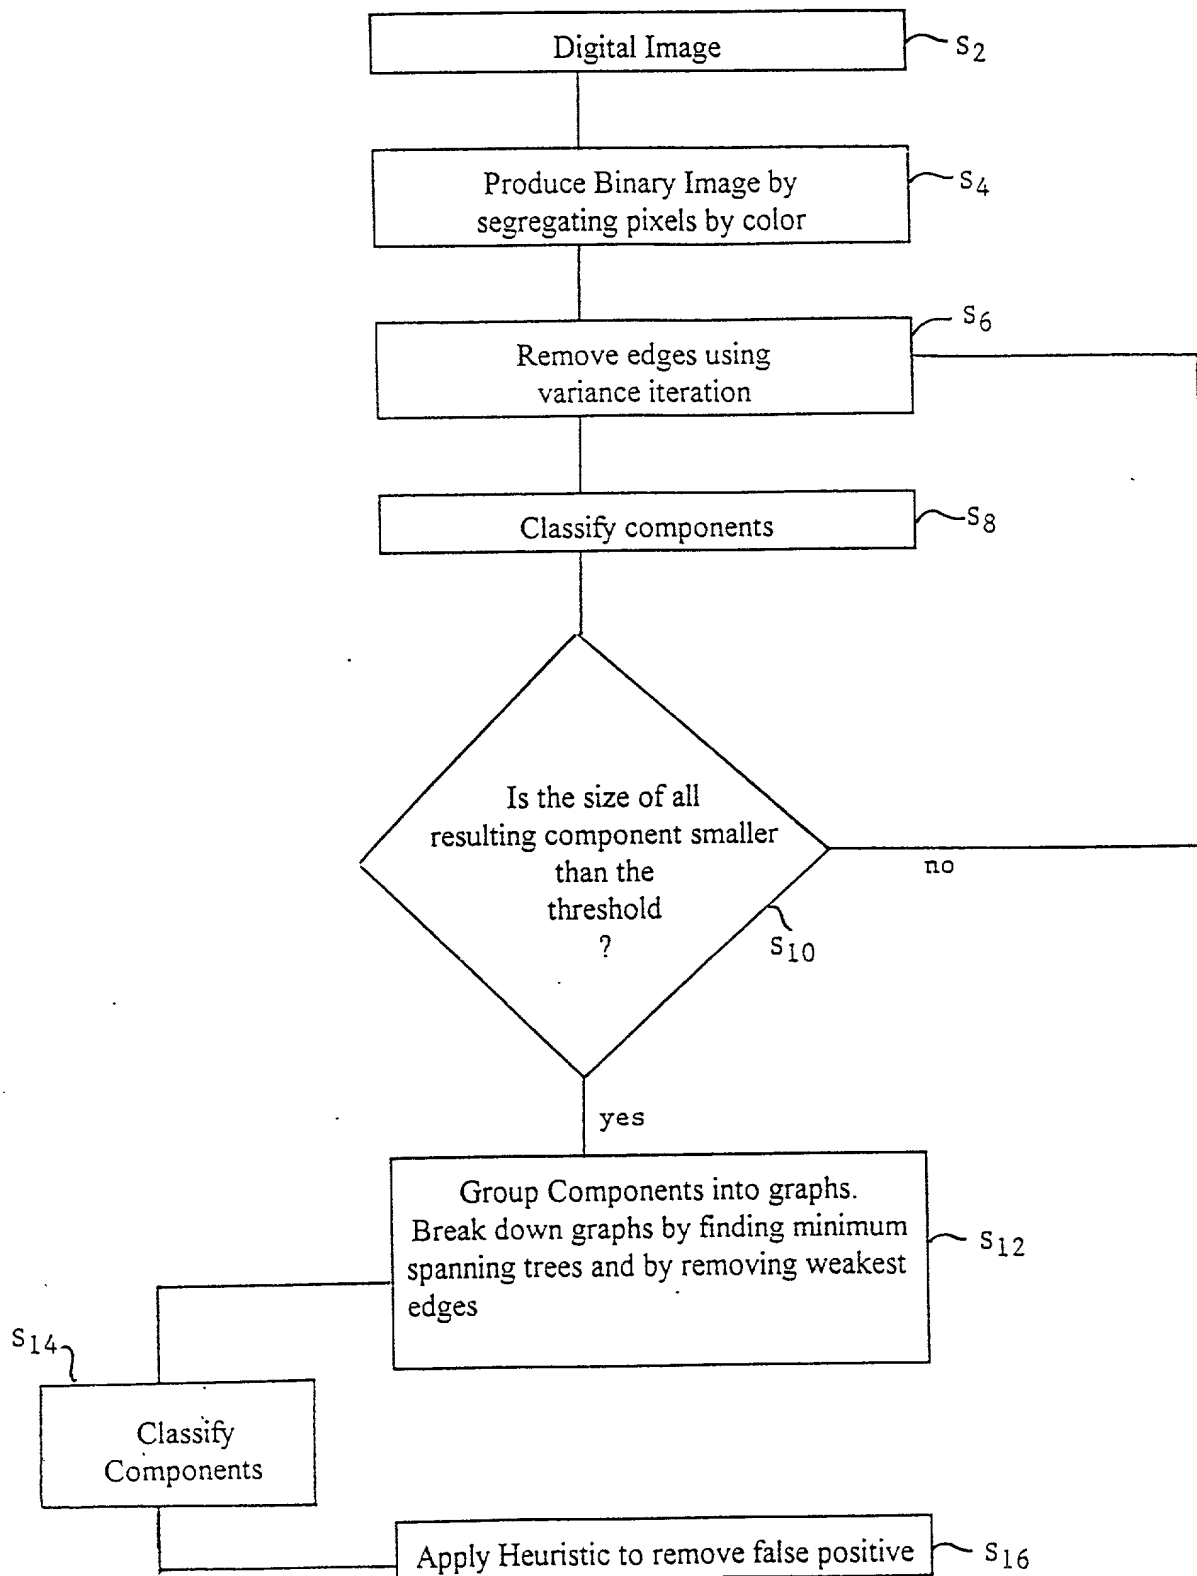 Digital Image
S2
Produce Binary Image by
segregating pixels by color
S4
Remove edges using
variance iteration
S6
Classify components
S8
Is the size of all
resulting component smaller
than the
threshold
?
no
S10
yes
Group Components into graphs.
Break down graphs by finding minimum
spanning trees and by removing weakest
edges
S12
S14
Classify
Components
Apply Heuristic to remove false positive
S16